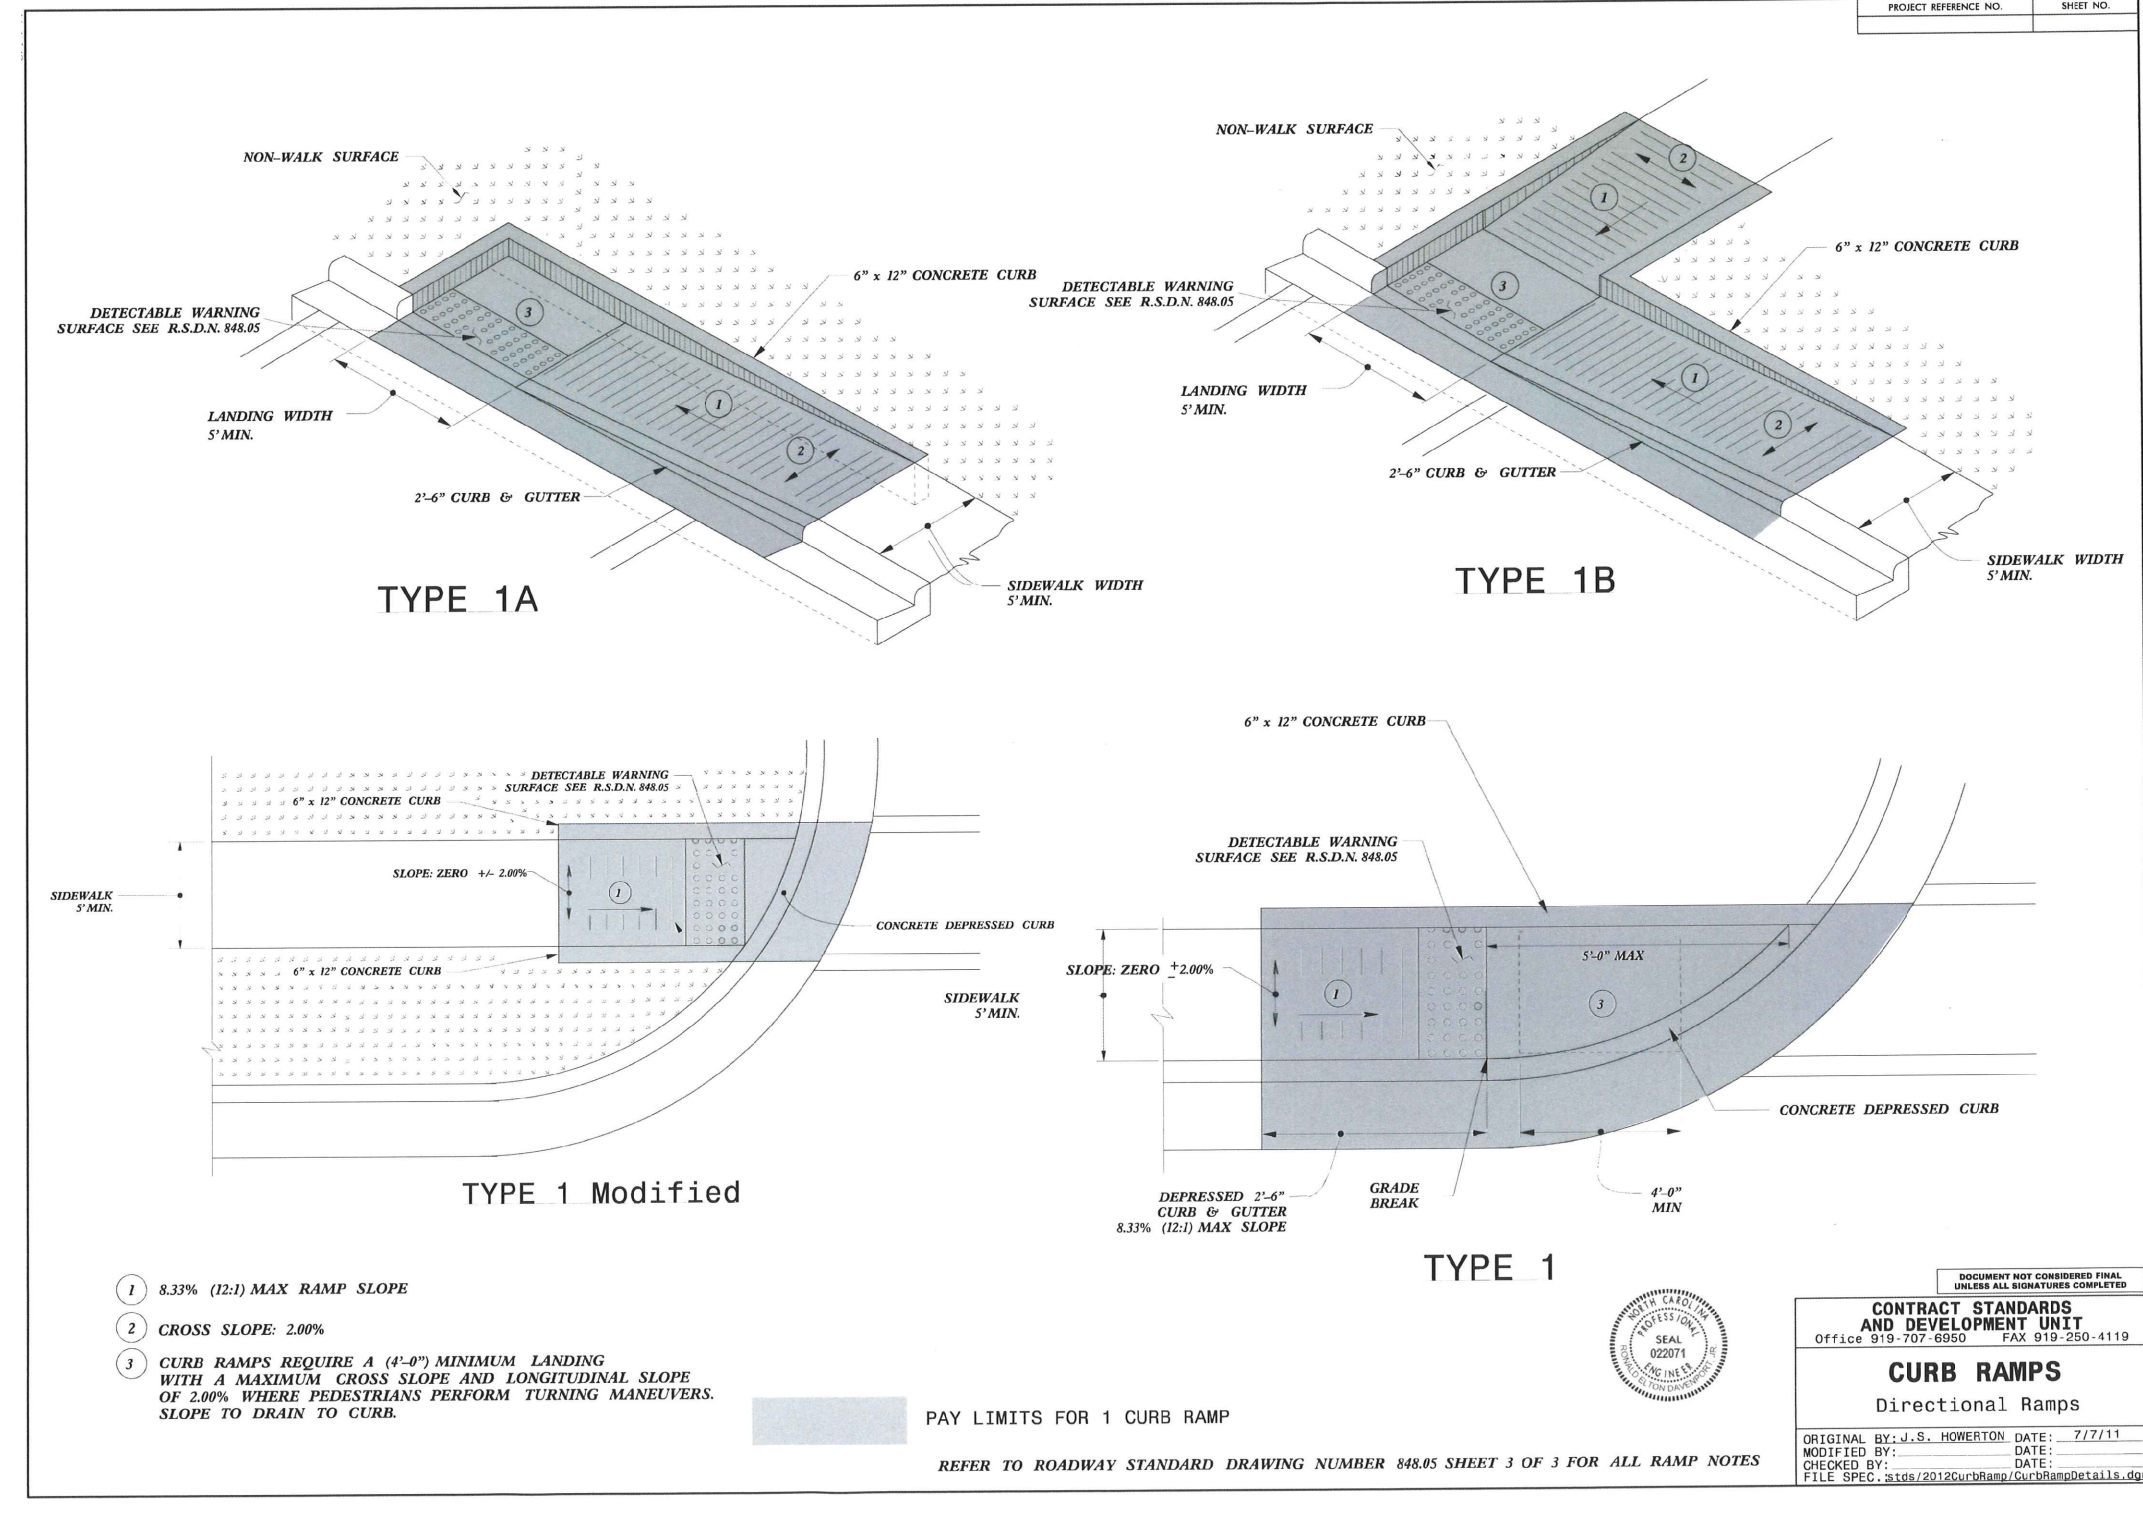 PROJECT REFERENCE NO.
SHEET NO.
NON-WALK SURFACE
6" x 12" CONCRETE CURB
DETECTABLE WARNING
SURFACE SEE R.S.D.N. 848.05
3
1
2
LANDING WIDTH
5' MIN.
2'-6" CURB & GUTTER
SIDEWALK WIDTH
5' MIN.
TYPE 1A
NON-WALK SURFACE
2
1
6" x 12" CONCRETE CURB
DETECTABLE WARNING
SURFACE SEE R.S.D.N. 848.05
3
1
2
LANDING WIDTH
5' MIN.
2'-6" CURB & GUTTER
SIDEWALK WIDTH
5' MIN.
TYPE 1B
DETECTABLE WARNING
SURFACE SEE R.S.D.N. 848.05
6" x 12" CONCRETE CURB
SLOPE: ZERO +/- 2.00%
1
SIDEWALK
5' MIN.
CONCRETE DEPRESSED CURB
6" x 12" CONCRETE CURB
TYPE 1 Modified
6" x 12" CONCRETE CURB
DETECTABLE WARNING
SURFACE SEE R.S.D.N. 848.05
5'-0" MAX
SLOPE: ZERO ±2.00%
1
3
SIDEWALK
5' MIN.
CONCRETE DEPRESSED CURB
DEPRESSED 2'-6"
CURB & GUTTER
8.33% (12:1) MAX SLOPE
GRADE
BREAK
4'-0"
MIN
TYPE 1
1 8.33% (12:1) MAX RAMP SLOPE
2 CROSS SLOPE: 2.00%
3 CURB RAMPS REQUIRE A (4'-0") MINIMUM LANDING
WITH A MAXIMUM CROSS SLOPE AND LONGITUDINAL SLOPE
OF 2.00% WHERE PEDESTRIANS PERFORM TURNING MANEUVERS.
SLOPE TO DRAIN TO CURB.
PAY LIMITS FOR 1 CURB RAMP
REFER TO ROADWAY STANDARD DRAWING NUMBER 848.05 SHEET 3 OF 3 FOR ALL RAMP NOTES
NORTH CAROLINA
PROFESSIONAL
SEAL
022071
ENGINEER
RONALD ELTON DAVENPORT, JR
DOCUMENT NOT CONSIDERED FINAL
UNLESS ALL SIGNATURES COMPLETED
CONTRACT STANDARDS
AND DEVELOPMENT UNIT
Office 919-707-6950 FAX 919-250-4119
CURB RAMPS
Directional Ramps
ORIGINAL BY: J.S. HOWERTON DATE: 7/7/11
MODIFIED BY: DATE:
CHECKED BY: DATE:
FILE SPEC.: stds/2012CurbRamp/CurbRampDetails.dg